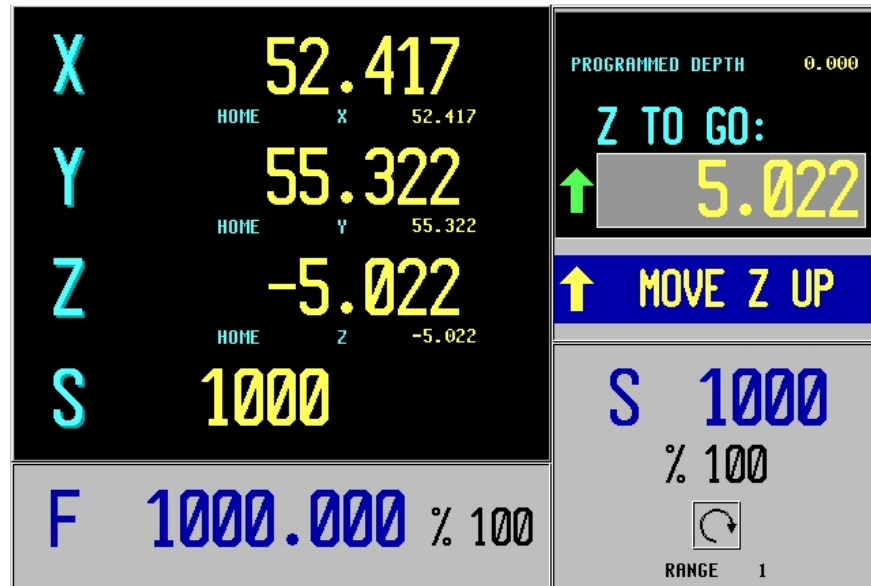 X 52.417
HOME X 52.417
Y 55.322
HOME Y 55.322
Z -5.022
HOME Z -5.022
S 1000
F 1000.000 % 100
PROGRAMMED DEPTH 0.000
Z TO GO:
5.022
MOVE Z UP
S 1000
% 100
RANGE 1